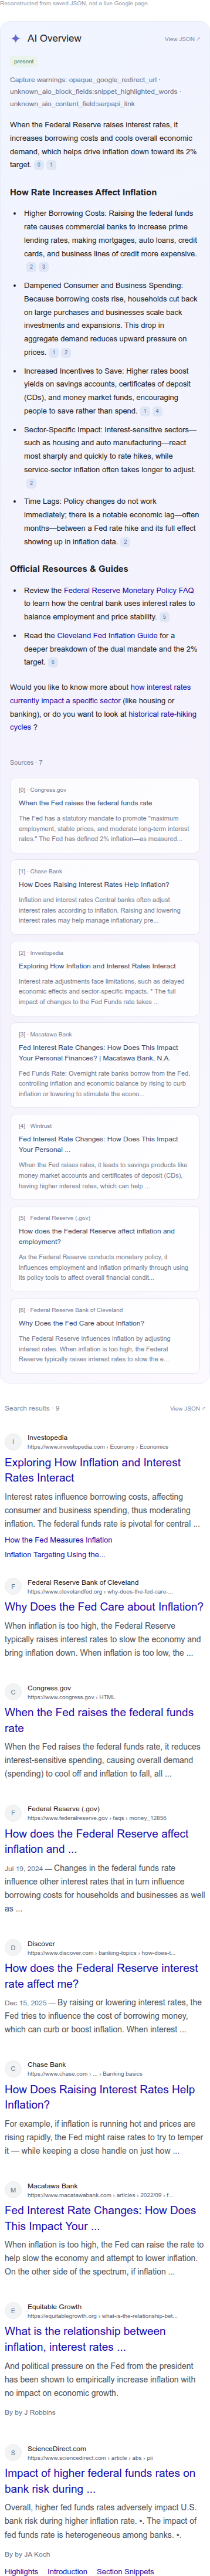 Reconstructed from saved JSON, not a live Google page.
AI Overview
View JSON ↗
present
Capture warnings: opaque_google_redirect_url ·
unknown_aio_block_fields:snippet_highlighted_words ·
unknown_aio_content_field:serpapi_link
When the Federal Reserve raises interest rates, it
increases borrowing costs and cools overall economic
demand, which helps drive inflation down toward its 2%
target. 0 1
How Rate Increases Affect Inflation
• Higher Borrowing Costs: Raising the federal funds
rate causes commercial banks to increase prime
lending rates, making mortgages, auto loans, credit
cards, and business lines of credit more expensive.
2 3
• Dampened Consumer and Business Spending:
Because borrowing costs rise, households cut back
on large purchases and businesses scale back
investments and expansions. This drop in
aggregate demand reduces upward pressure on
prices. 1 2
• Increased Incentives to Save: Higher rates boost
yields on savings accounts, certificates of deposit
(CDs), and money market funds, encouraging
people to save rather than spend. 1 4
• Sector-Specific Impact: Interest-sensitive sectors—
such as housing and auto manufacturing—react
most sharply and quickly to rate hikes, while
service-sector inflation often takes longer to adjust.
2
• Time Lags: Policy changes do not work
immediately; there is a notable economic lag—often
months—between a Fed rate hike and its full effect
showing up in inflation data. 2
Official Resources & Guides
• Review the Federal Reserve Monetary Policy FAQ
to learn how the central bank uses interest rates to
balance employment and price stability. 5
• Read the Cleveland Fed Inflation Guide for a
deeper breakdown of the dual mandate and the 2%
target. 6
Would you like to know more about how interest rates
currently impact a specific sector (like housing or
banking), or do you want to look at historical rate-hiking
cycles ?
Sources · 7
[0] · Congress.gov
When the Fed raises the federal funds rate
The Fed has a statutory mandate to promote "maximum
employment, stable prices, and moderate long-term interest
rates." The Fed has defined 2% inflation—as measured...
[1] · Chase Bank
How Does Raising Interest Rates Help Inflation?
Inflation and interest rates Central banks often adjust
interest rates according to inflation. Raising and lowering
interest rates may help manage inflationary pre...
[2] · Investopedia
Exploring How Inflation and Interest Rates Interact
Interest rate adjustments face limitations, such as delayed
economic effects and sector-specific impacts. * The full
impact of changes to the Fed Funds rate takes ...
[3] · Macatawa Bank
Fed Interest Rate Changes: How Does This Impact
Your Personal Finances? | Macatawa Bank, N.A.
Fed Funds Rate: Overnight rate banks borrow from the Fed,
controlling inflation and economic balance by rising to curb
inflation or lowering to stimulate the econo...
[4] · Wintrust
Fed Interest Rate Changes: How Does This Impact
Your Personal ...
When the Fed raises rates, it leads to savings products like
money market accounts and certificates of deposit (CDs),
having higher interest rates, which can help ...
[5] · Federal Reserve (.gov)
How does the Federal Reserve affect inflation and
employment?
As the Federal Reserve conducts monetary policy, it
influences employment and inflation primarily through using
its policy tools to affect overall financial condit...
[6] · Federal Reserve Bank of Cleveland
Why Does the Fed Care about Inflation?
The Federal Reserve influences inflation by adjusting
interest rates. When inflation is too high, the Federal
Reserve typically raises interest rates to slow the e...
Search results · 9
View JSON ↗
I
Investopedia
https://www.investopedia.com › Economy › Economics
Exploring How Inflation and Interest
Rates Interact
Interest rates influence borrowing costs, affecting
consumer and business spending, thus moderating
inflation. The federal funds rate is pivotal for central ...
How the Fed Measures Inflation
Inflation Targeting Using the...
F
Federal Reserve Bank of Cleveland
https://www.clevelandfed.org › why-does-the-fed-care-...
Why Does the Fed Care about Inflation?
When inflation is too high, the Federal Reserve
typically raises interest rates to slow the economy and
bring inflation down. When inflation is too low, the ...
C
Congress.gov
https://www.congress.gov › HTML
When the Fed raises the federal funds
rate
When the Fed raises the federal funds rate, it reduces
interest-sensitive spending, causing overall demand
(spending) to cool off and inflation to fall, all ...
F
Federal Reserve (.gov)
https://www.federalreserve.gov › faqs › money_12856
How does the Federal Reserve affect
inflation and ...
Jul 19, 2024 — Changes in the federal funds rate
influence other interest rates that in turn influence
borrowing costs for households and businesses as well
as ...
D
Discover
https://www.discover.com › banking-topics › how-does-t...
How does the Federal Reserve interest
rate affect me?
Dec 15, 2025 — By raising or lowering interest rates, the
Fed tries to influence the cost of borrowing money,
which can curb or boost inflation. When interest ...
C
Chase Bank
https://www.chase.com › ... › Banking basics
How Does Raising Interest Rates Help
Inflation?
For example, if inflation is running hot and prices are
rising rapidly, the Fed might raise rates to try to temper
it — while keeping a close handle on just how ...
M
Macatawa Bank
https://www.macatawabank.com › articles › 2022/09 › f...
Fed Interest Rate Changes: How Does
This Impact Your ...
When inflation is too high, the Fed can raise the rate to
help slow the economy and attempt to lower inflation.
On the other side of the spectrum, if inflation ...
E
Equitable Growth
https://equitablegrowth.org › what-is-the-relationship-bet...
What is the relationship between
inflation, interest rates ...
And political pressure on the Fed from the president
has been shown to empirically increase inflation with
no impact on economic growth.
By by J Robbins
S
ScienceDirect.com
https://www.sciencedirect.com › article › abs › pii
Impact of higher federal funds rates on
bank risk during ...
Overall, higher fed funds rates adversely impact U.S.
bank risk during higher inflation rate. •. The impact of
fed funds rate is heterogeneous among banks. •.
By by JA Koch
Highlights Introduction Section Snippets